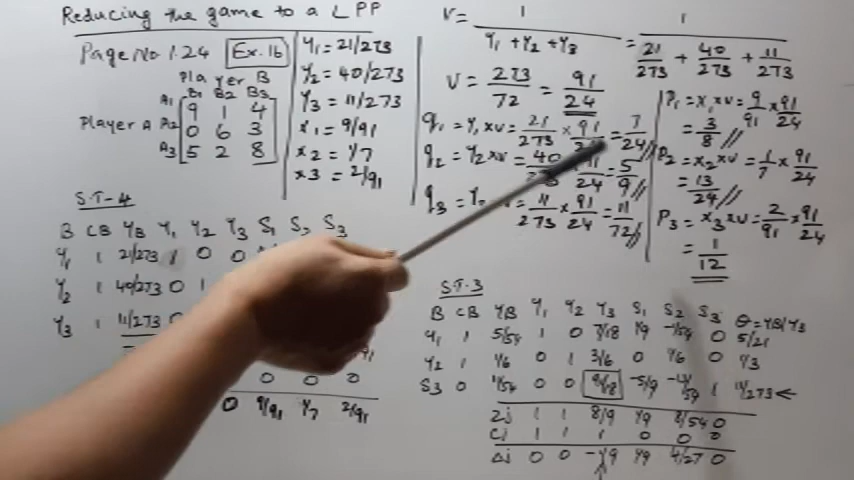 Reducing the game to a LPP
Page No 1.24 Ex.16
Player B
B1 B2 B3
A1 9 1 4
Player A A2 0 6 3
A3 5 2 8
Y1 = 21/273
Y2 = 40/273
Y3 = 11/273
x1 = 9/91
x2 = 1/7
x3 = 2/91
V = 1 / Y1 + Y2 + Y3 = 1 / 21/273 + 40/273 + 11/273
V = 273/72 = 91/24
q1 = Y1 x v = 21/273 x 91/24 = 7/24
q2 = Y2 x v = 40/273 91/24 = 5/9
q3 = 11/273 x 91/24 = 11/72
P1 = x1 x v = 9/91 x 91/24
= 3/8
P2 = x2 x v = 1/7 x 91/24
= 13/24
P3 = x3 x v = 2/91 x 91/24
= 1/12
S.T-4
B CB YB Y1 Y2 Y3 S1 S2 S3
Y1 1 21/273 1 0 0
Y2 1 40/273 0 1
Y3 1 11/273 0
0 0 0
0 9/91 1/7 2/91
S.T-3
B CB YB Y1 Y2 Y3 S1 S2 S3 θ = YB/Y3
Y1 1 5/54 1 0 7/18 1/9 -1/54 0 5/21
Y2 1 1/6 0 1 3/6 0 1/6 0 1/3
S3 0 11/54 0 0 -5/9 1 11/273 ←
Zj 1 1 8/9 1/9 8/54 0
Cj 1 1 1 0 0 0
Δj 0 0 -1/9 1/9 4/27 0